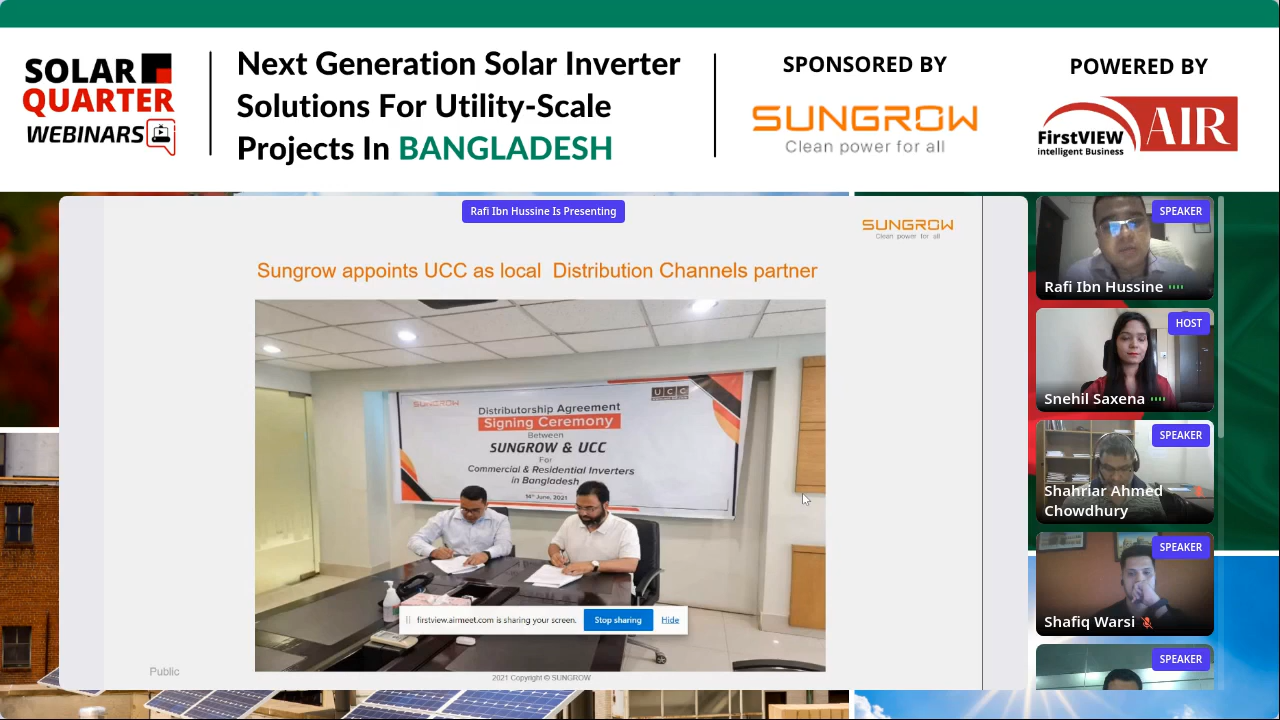 SOLAR
QUARTER
WEBINARS
Next Generation Solar Inverter
Solutions For Utility-Scale
Projects In BANGLADESH
SPONSORED BY
SUNGROW
Clean power for all
POWERED BY
FirstVIEW
intelligent Business
AIR
Rafi Ibn Hussine Is Presenting
SUNGROW
Clean power for all
Sungrow appoints UCC as local Distribution Channels partner
SUNGROW
UCC
Distributorship Agreement
Signing Ceremony
Between
SUNGROW & UCC
For
Commercial & Residential Inverters
in Bangladesh
14th June, 2021
firstview.airmeet.com is sharing your screen.
Stop sharing
Hide
Public
2021 Copyright © SUNGROW
SPEAKER
Rafi Ibn Hussine
HOST
Snehil Saxena
SPEAKER
Shahriar Ahmed
Chowdhury
SPEAKER
Shafiq Warsi
SPEAKER